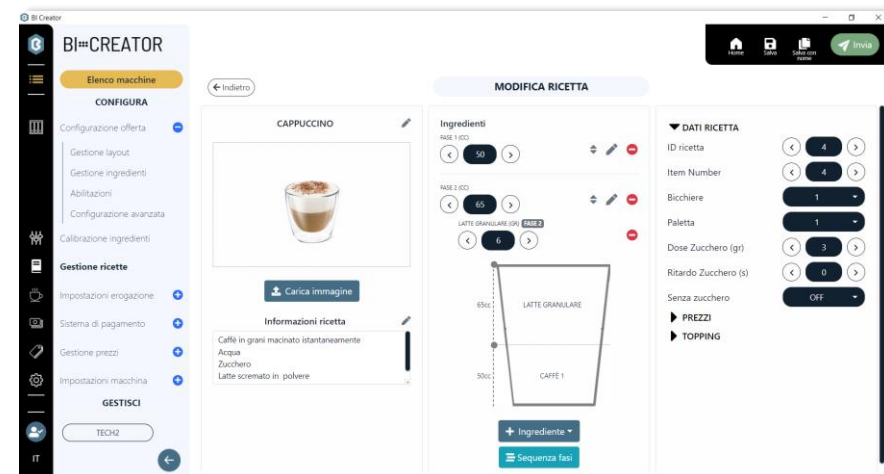 BI Creator
BI CREATOR
Home
Salva
Salva con nome
Invia
Elenco macchine
CONFIGURA
Configurazione offerta
Gestione layout
Gestione ingredienti
Abilitazioni
Configurazione avanzata
Calibrazione ingredienti
Gestione ricette
Impostazioni erogazione
Sistema di pagamento
Gestione prezzi
Impostazioni macchina
GESTISCI
TECH2
IT
Indietro
MODIFICA RICETTA
CAPPUCCINO
Carica immagine
Informazioni ricetta
Caffè in grani macinato istantaneamente
Acqua
Zucchero
Latte scremato in polvere
Ingredienti
FASE 1 (CC)
50
FASE 2 (CC)
65
LATTE GRANULARE (GR) FASE 2
6
65cc
LATTE GRANULARE
50cc
CAFFÈ 1
+ Ingrediente
Sequenza fasi
DATI RICETTA
ID ricetta 4
Item Number 4
Bicchiere 1
Paletta 1
Dose Zucchero (gr) 3
Ritardo Zucchero (s) 0
Senza zucchero OFF
PREZZI
TOPPING